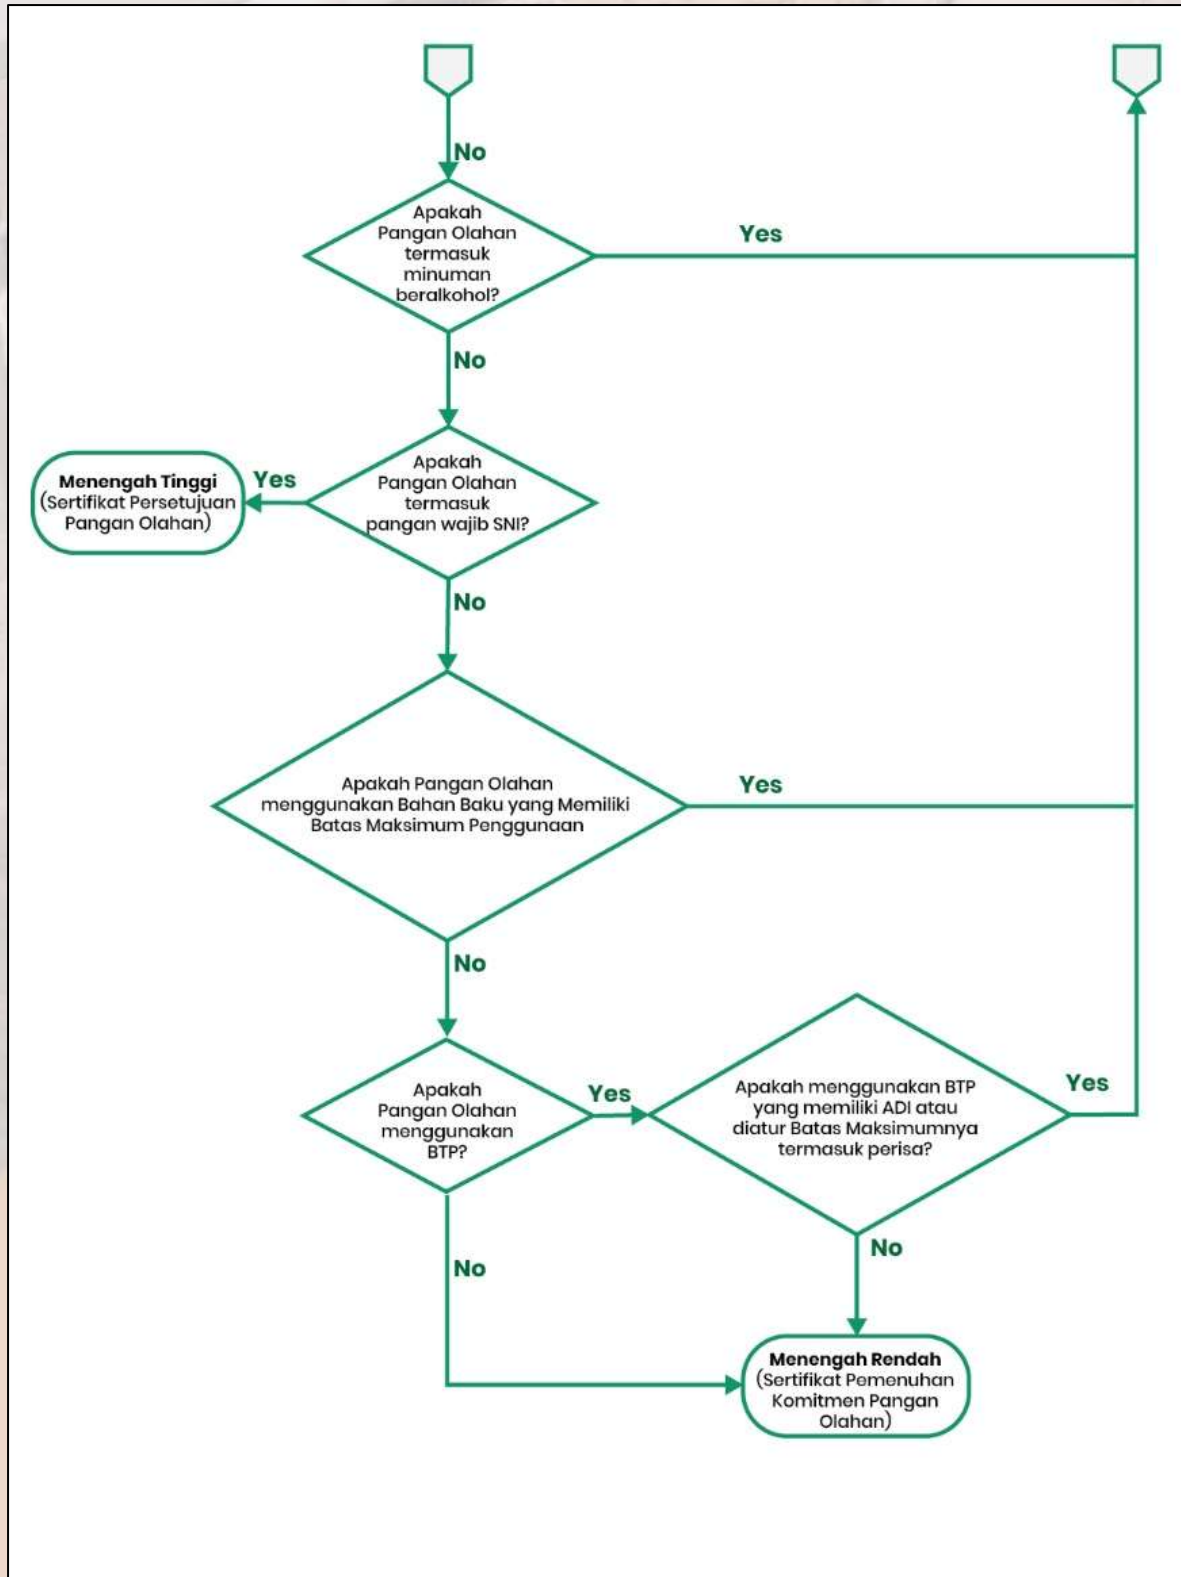 No
Apakah
Pangan Olahan
termasuk
minuman
beralkohol?
Yes
No
Apakah
Pangan Olahan
termasuk
pangan wajib SNI?
Yes
Menengah Tinggi
(Sertifikat Persetujuan
Pangan Olahan)
No
Apakah Pangan Olahan
menggunakan Bahan Baku yang Memiliki
Batas Maksimum Penggunaan
Yes
No
Apakah
Pangan Olahan
menggunakan
BTP?
Yes
Apakah menggunakan BTP
yang memiliki ADI atau
diatur Batas Maksimumnya
termasuk perisa?
Yes
No
No
Menengah Rendah
(Sertifikat Pemenuhan
Komitmen Pangan
Olahan)